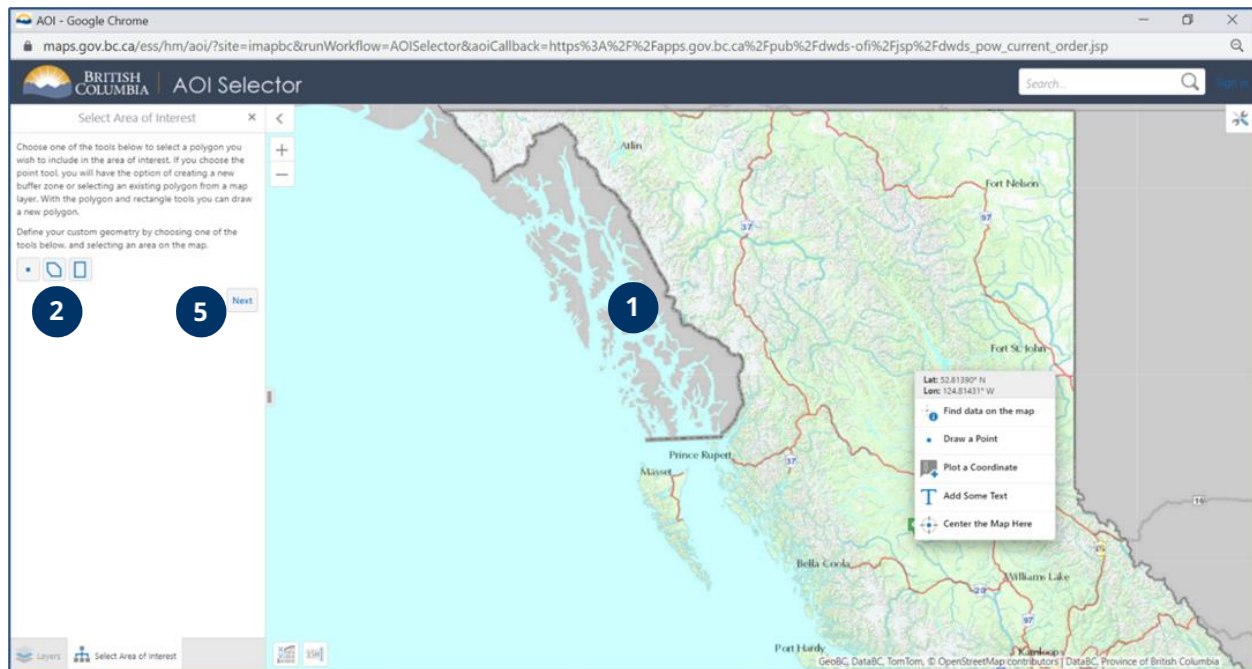 AOI - Google Chrome
maps.gov.bc.ca/ess/hm/aoi/?site=imapbc&runWorkflow=AOISelector&aoiCallback=https%3A%2F%2Fapps.gov.bc.ca%2Fpub%2Fdwds-ofi%2Fjsp%2Fdwds_pow_current_order.jsp
BRITISH
COLUMBIA
AOI Selector
Search...
Sign in
Select Area of Interest
Choose one of the tools below to select a polygon you
wish to include in the area of interest. If you choose the
point tool, you will have the option of creating a new
buffer zone or selecting an existing polygon from a map
layer. With the polygon and rectangle tools you can draw
a new polygon.
Define your custom geometry by choosing one of the
tools below, and selecting an area on the map.
2
5
Next
1
Atlin
Fort Nelson
97
37
Fort St. John
Lat: 52.81390° N
Lon: 124.81431° W
Find data on the map
Draw a Point
Plot a Coordinate
Add Some Text
Center the Map Here
Prince Rupert
37
Masset
16
Bella Coola
Williams Lake
20
97
Port Hardy
Kamloops
Layers
Select Area of Interest
GeoBC, DataBC, TomTom, © OpenStreetMap contributors | DataBC, Province of British Columbia